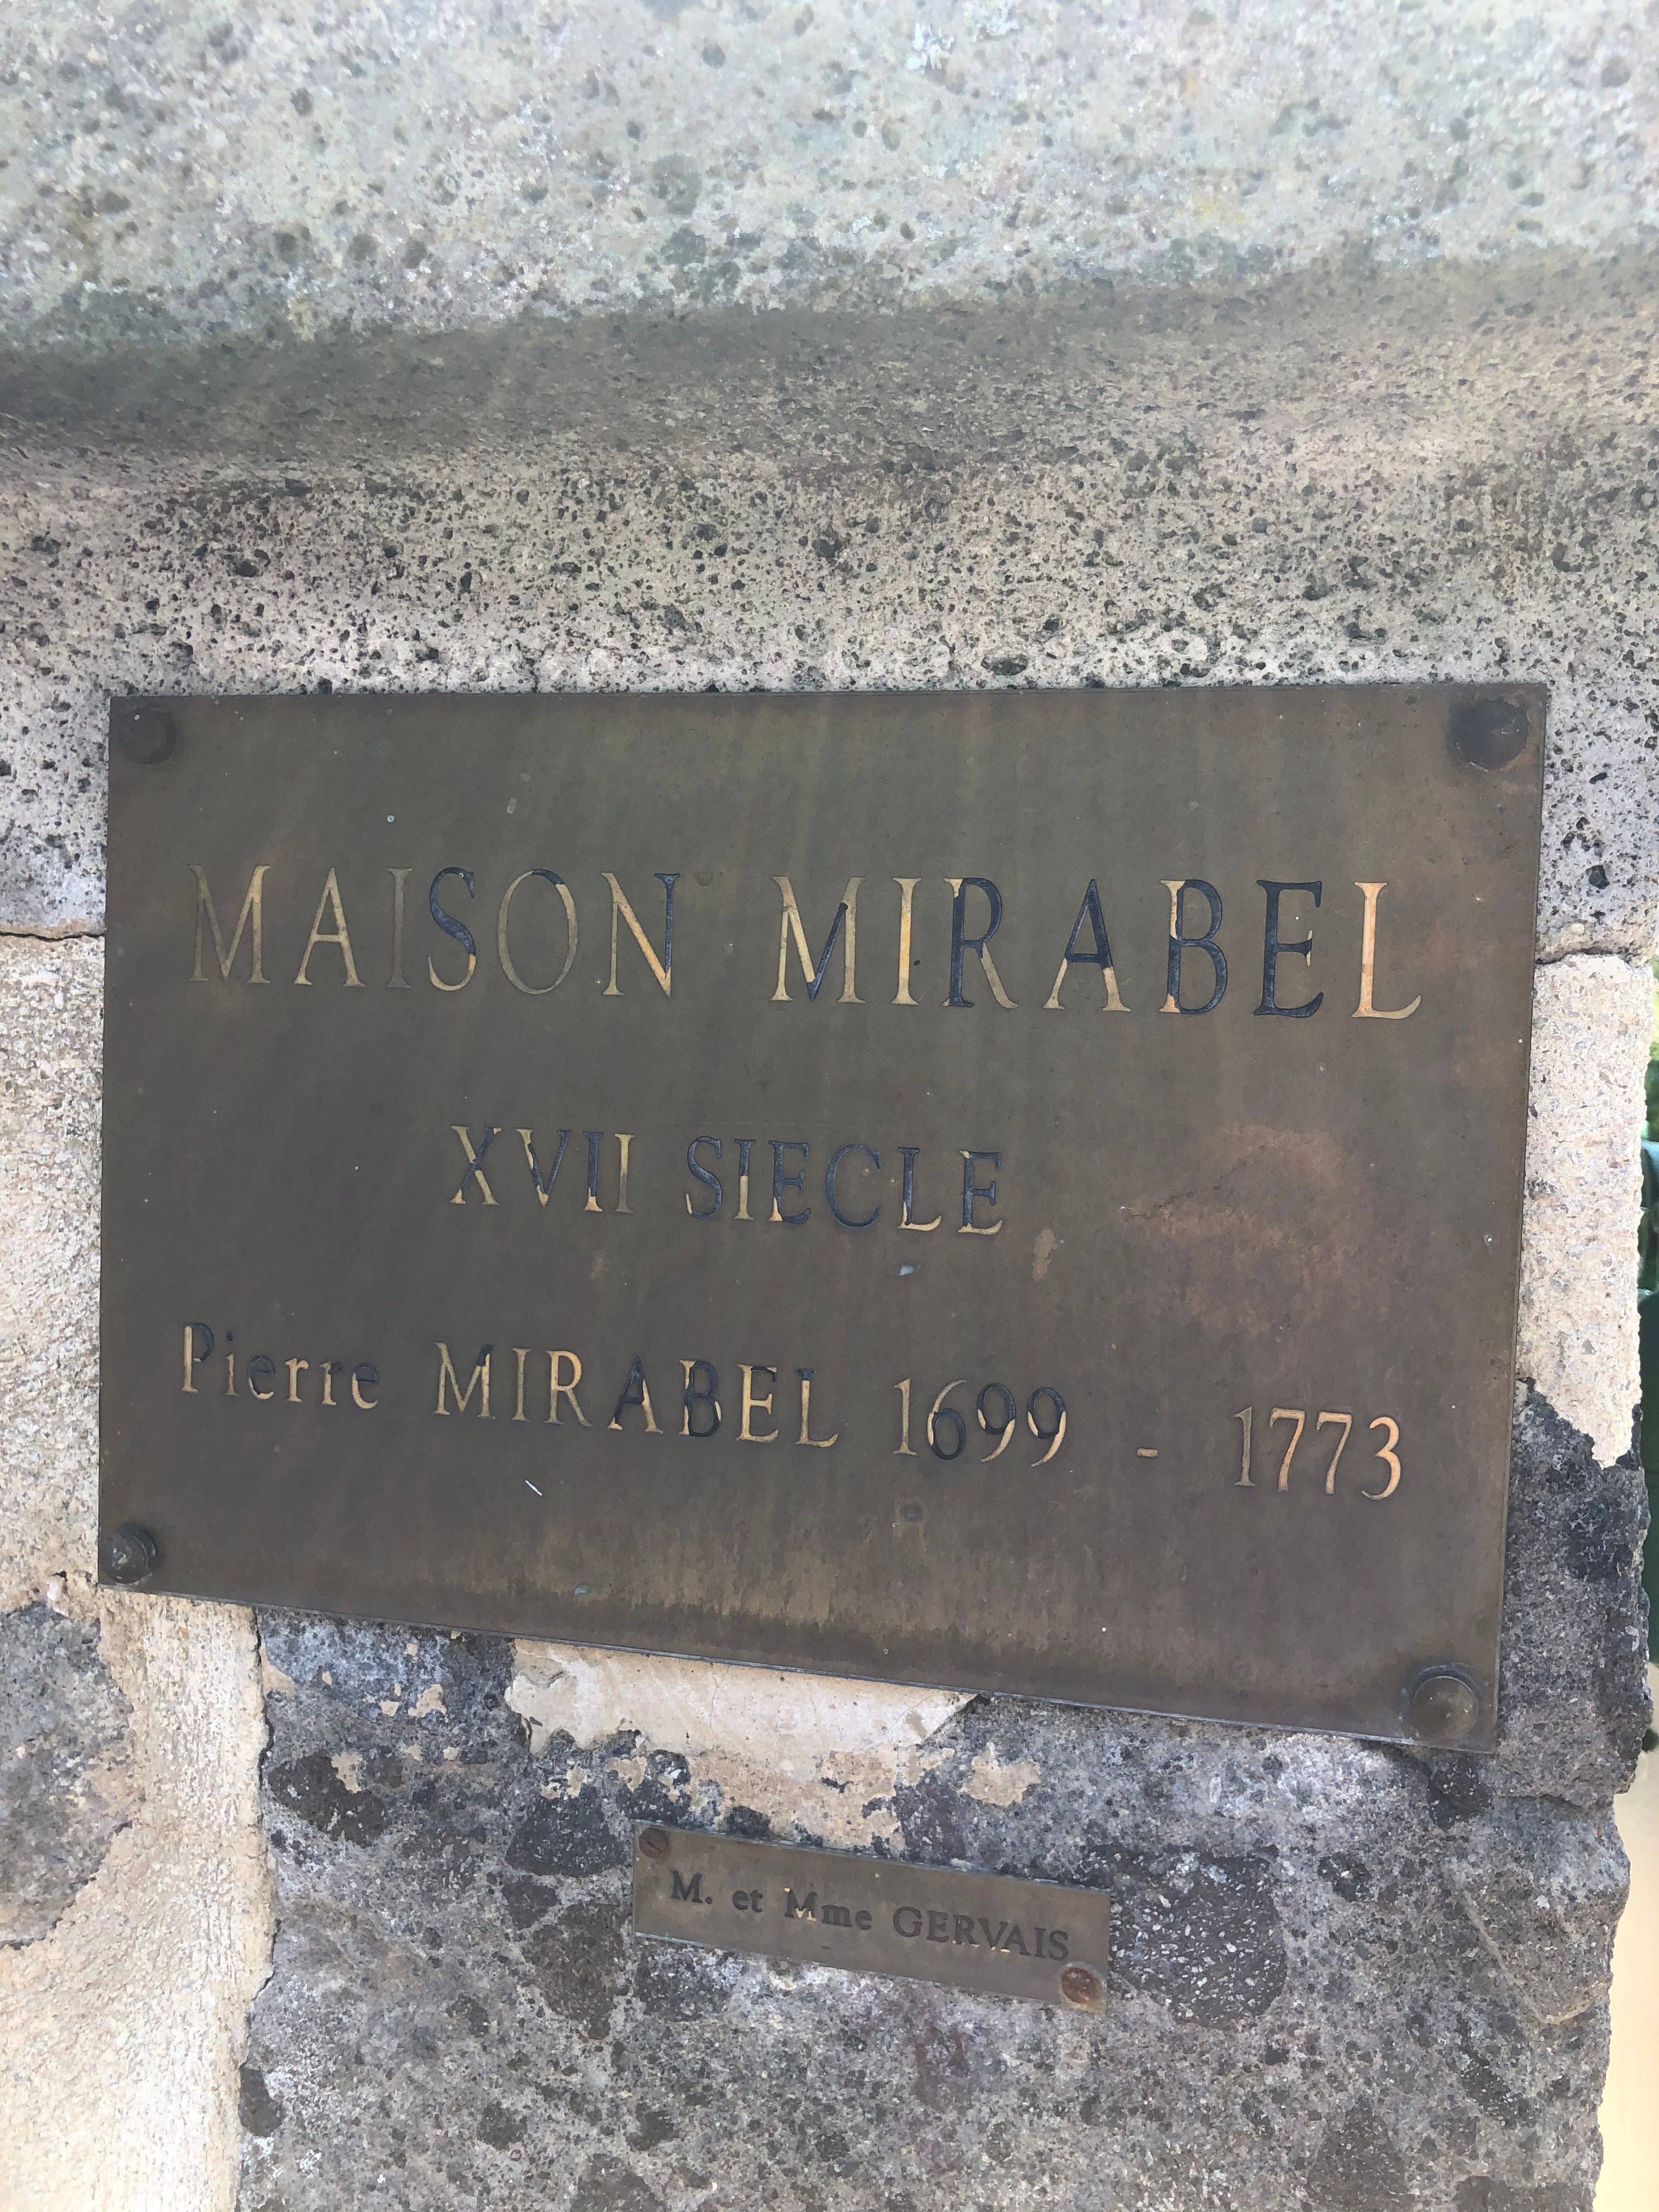 MAISON MIRABEL
XVII SIECLE
Pierre MIRABEL 1699 - 1773
M. et Mme GERVAIS